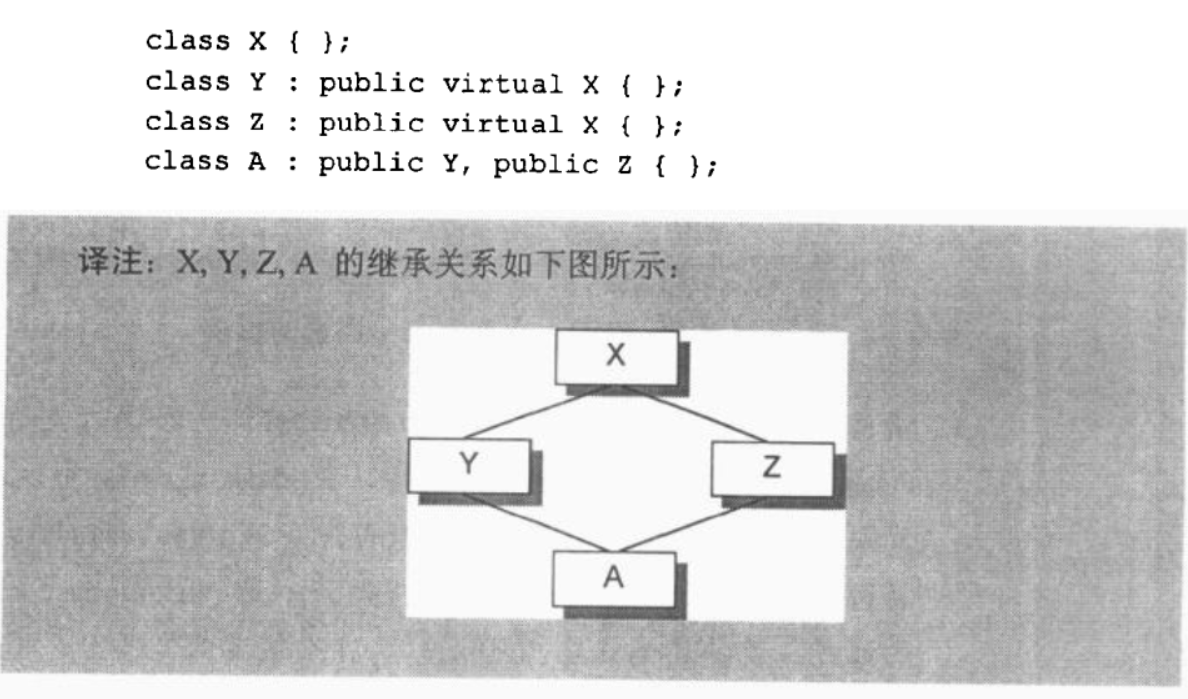 class X { };
class Y : public virtual X { };
class Z : public virtual X { };
class A : public Y, public Z { };
译注：X, Y, Z, A 的继承关系如下图所示：
X
Y
Z
A